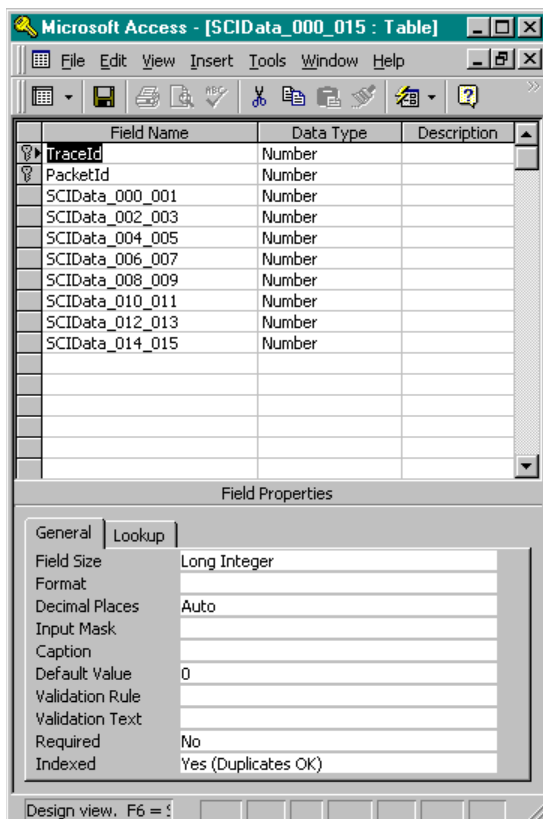 Microsoft Access - [SCIData_000_015 : Table]
File Edit View Insert Tools Window Help
ABC
Field Name Data Type Description
TraceId Number
PacketId Number
SCIData_000_001 Number
SCIData_002_003 Number
SCIData_004_005 Number
SCIData_006_007 Number
SCIData_008_009 Number
SCIData_010_011 Number
SCIData_012_013 Number
SCIData_014_015 Number
Field Properties
General Lookup
Field Size Long Integer
Format
Decimal Places Auto
Input Mask
Caption
Default Value 0
Validation Rule
Validation Text
Required No
Indexed Yes (Duplicates OK)
Design view. F6 =